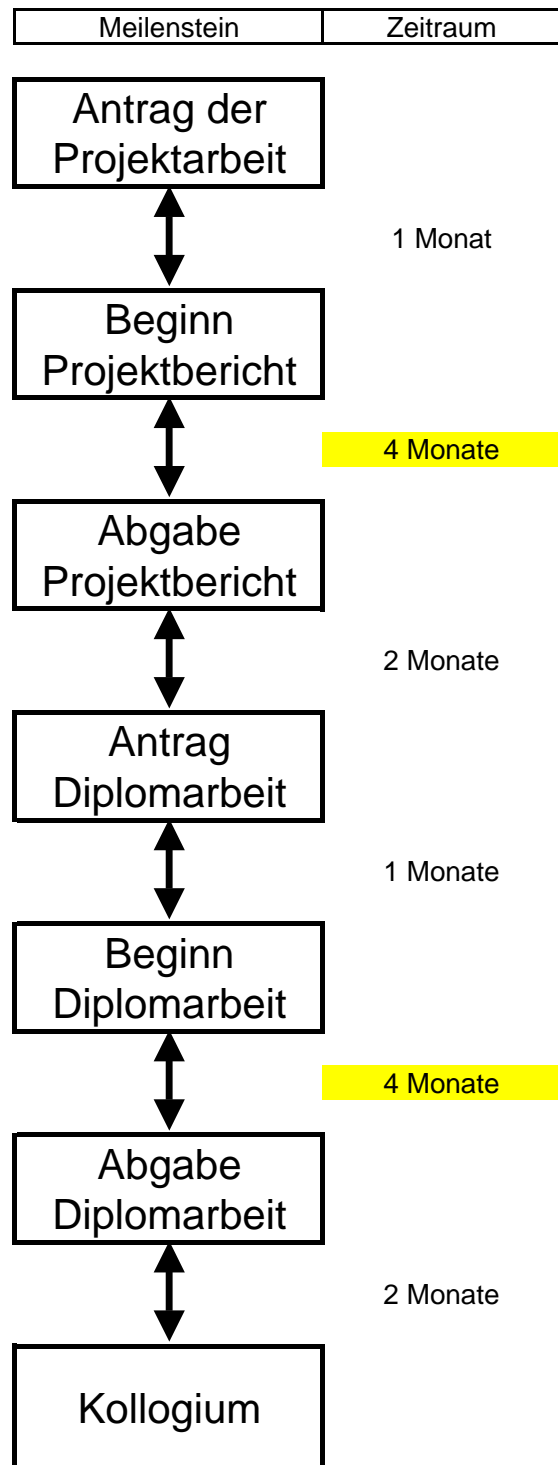 Meilenstein Zeitraum
Antrag der
Projektarbeit
1 Monat
Beginn
Projektbericht
4 Monate
Abgabe
Projektbericht
2 Monate
Antrag
Diplomarbeit
1 Monate
Beginn
Diplomarbeit
4 Monate
Abgabe
Diplomarbeit
2 Monate
Kollogium